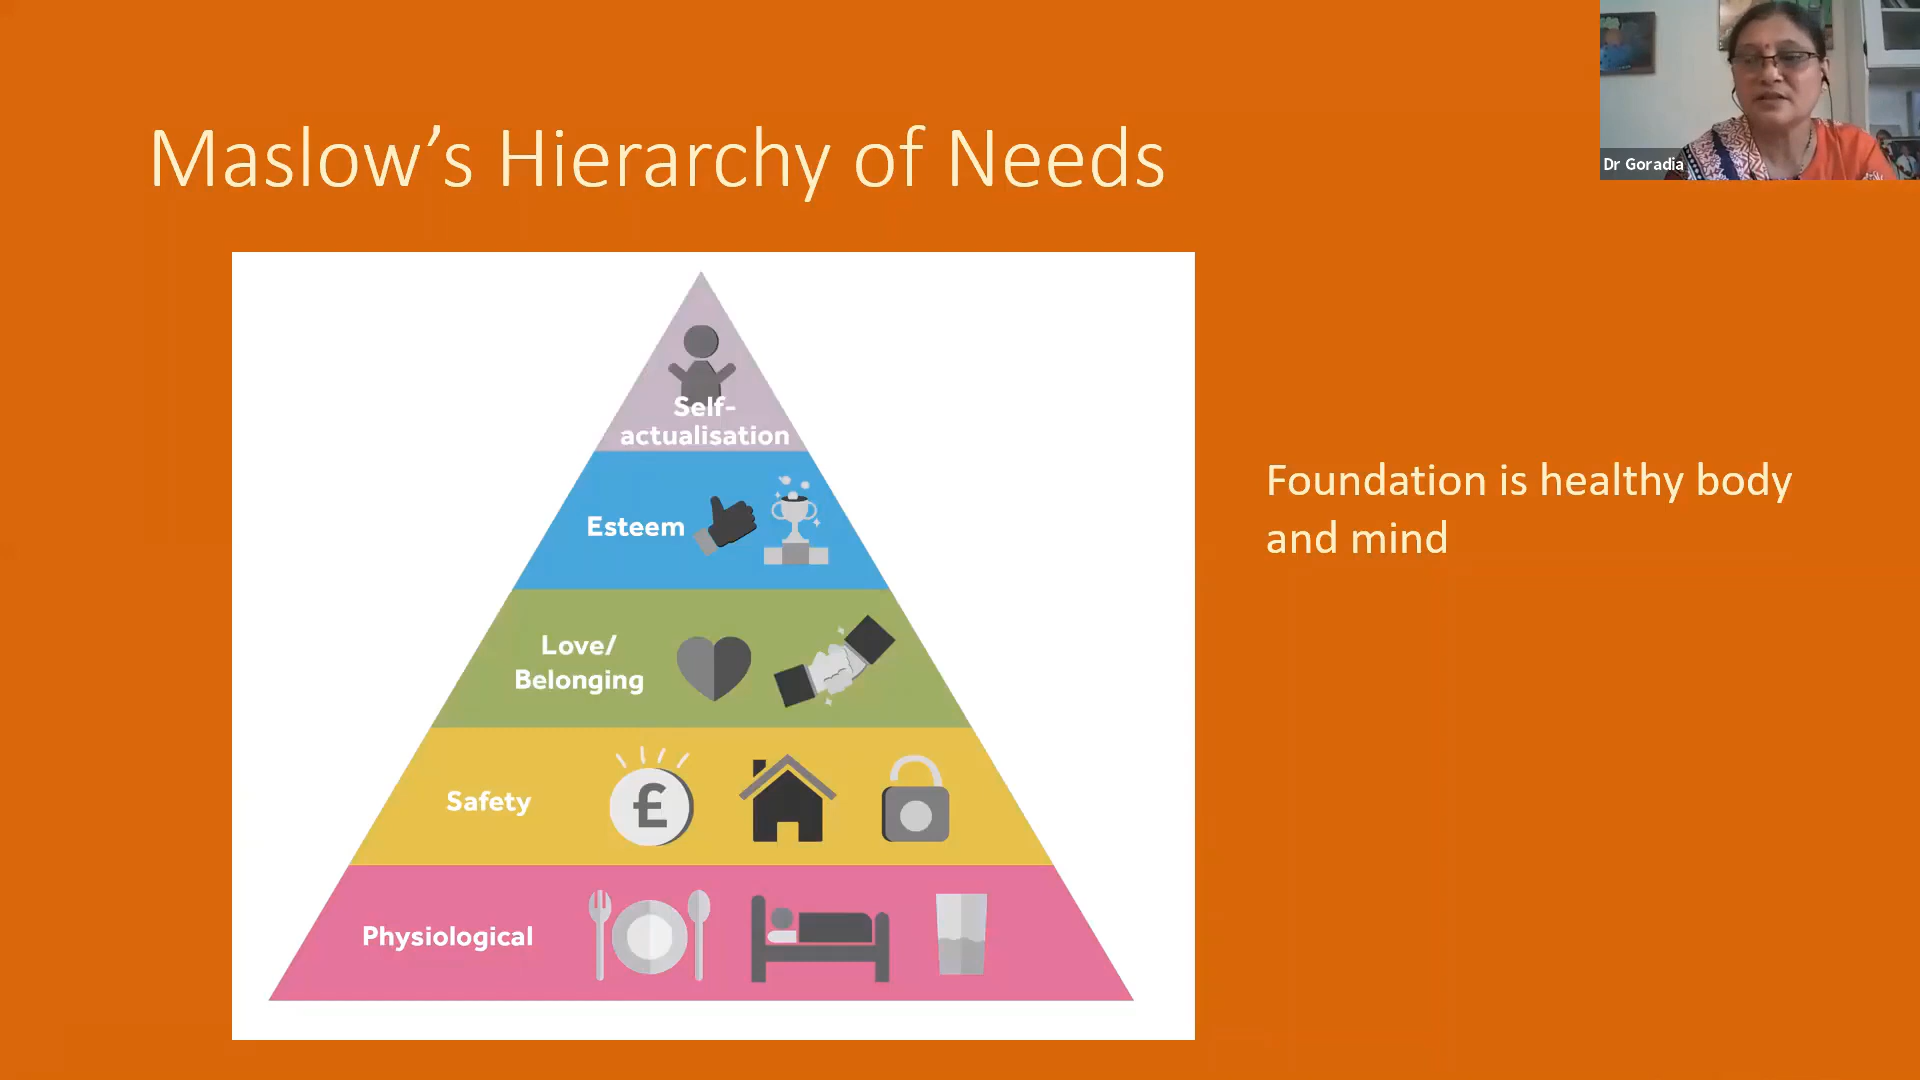 Maslow’s Hierarchy of Needs
Dr Goradia
Self-
actualisation
Esteem
Love/
Belonging
Safety
£
Physiological
Foundation is healthy body
and mind